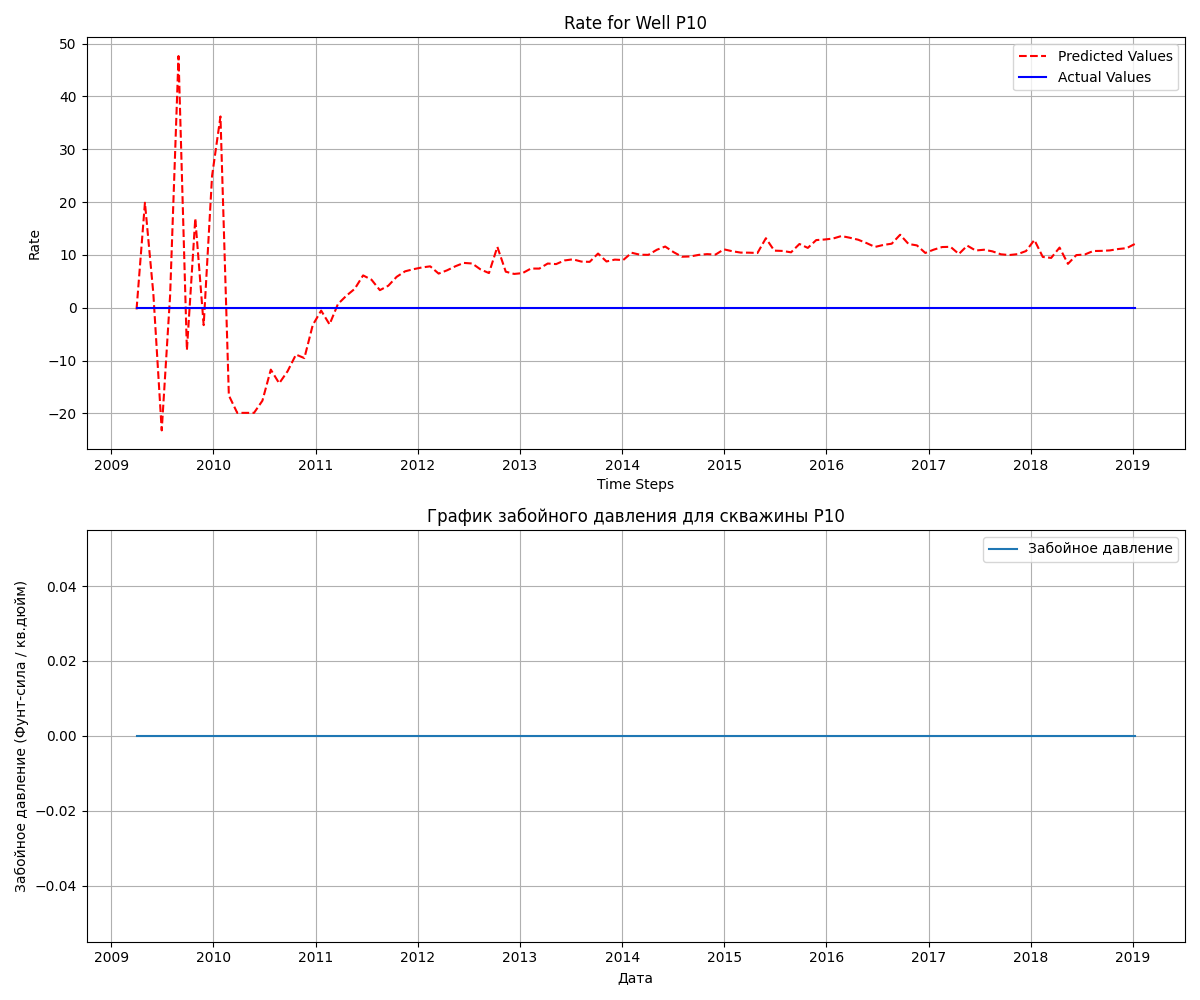 Rate for Well P10
50
40
30
20
10
0
−10
−20
Rate
Predicted Values
Actual Values
2009 2010 2011 2012 2013 2014 2015 2016 2017 2018 2019
Time Steps
График забойного давления для скважины P10
0.04
0.02
0.00
−0.02
−0.04
Забойное давление (Фунт-сила / кв.дюйм)
Забойное давление
2009 2010 2011 2012 2013 2014 2015 2016 2017 2018 2019
Дата